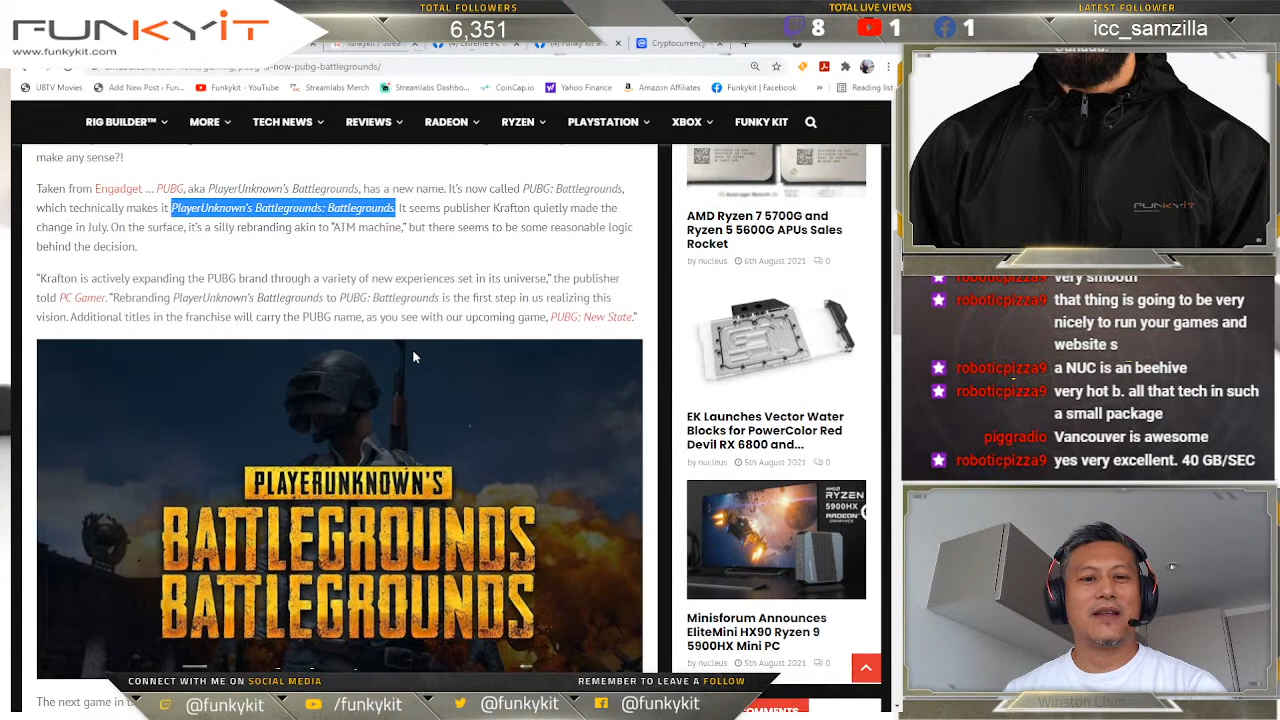 FUNKYIT
www.funkykit.com
TOTAL FOLLOWERS
6,351
TOTAL LIVE VIEWS
8
1
1
LATEST FOLLOWER
icc_samzilla
Cryptocurrency
UBTV Movies
Add New Post ‹ Fun...
Funkykit - YouTube
Streamlabs Merch
Streamlabs Dashbo...
CoinCap.io
Yahoo Finance
Amazon Affiliates
Funkykit | Facebook
»
Reading list
RIG BUILDER™
MORE
TECH NEWS
REVIEWS
RADEON
RYZEN
PLAYSTATION
XBOX
FUNKY KIT
make any sense?!
Taken from Engadget ... PUBG, aka PlayerUnknown's Battlegrounds, has a new name. It's now called PUBG: Battlegrounds,
which technically makes it PlayerUnknown's Battlegrounds: Battlegrounds. It seems publisher Krafton quietly made the
change in July. On the surface, it's a silly rebranding akin to "ATM machine," but there seems to be some reasonable logic
behind the decision.
"Krafton is actively expanding the PUBG brand through a variety of new experiences set in its universe," the publisher
told PC Gamer. "Rebranding PlayerUnknown's Battlegrounds to PUBG: Battlegrounds is the first step in us realizing this
vision. Additional titles in the franchise will carry the PUBG name, as you see with our upcoming game, PUBG: New State."
PLAYERUNKNOWN'S
BATTLEGROUNDS
BATTLEGROUNDS
The next game in
AMD Ryzen 7 5700G and
Ryzen 5 5600G APUs Sales
Rocket
by nucleus 6th August 2021 0
EK Launches Vector Water
Blocks for PowerColor Red
Devil RX 6800 and...
by nucleus 5th August 2021 0
AMD
RYZEN
5900HX
RADEON
GRAPHICS
Minisforum Announces
EliteMini HX90 Ryzen 9
5900HX Mini PC
by nucleus 5th August 2021 0
COMMENTS
FUNKYIT
roboticpizza9 very smooth
roboticpizza9 that thing is going to be very
nicely to run your games and
website s
roboticpizza9 a NUC is an beehive
roboticpizza9 very hot b. all that tech in such
a small package
piggradio Vancouver is awesome
roboticpizza9 yes very excellent. 40 GB/SEC
Winston Chim
CONNECT WITH ME ON SOCIAL MEDIA
REMEMBER TO LEAVE A FOLLOW
@funkykit
/funkykit
@funkykit
@funkykit